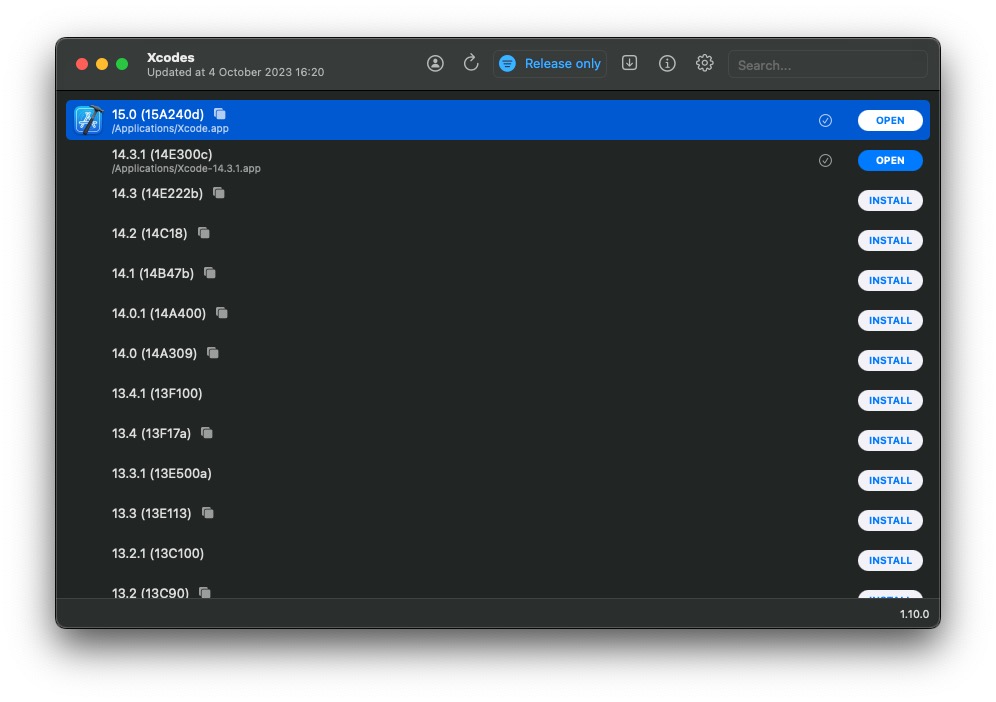 Xcodes
Updated at 4 October 2023 16:20
Release only
Search...
15.0 (15A240d)
/Applications/Xcode.app
OPEN
14.3.1 (14E300c)
/Applications/Xcode-14.3.1.app
OPEN
14.3 (14E222b)
INSTALL
14.2 (14C18)
INSTALL
14.1 (14B47b)
INSTALL
14.0.1 (14A400)
INSTALL
14.0 (14A309)
INSTALL
13.4.1 (13F100)
INSTALL
13.4 (13F17a)
INSTALL
13.3.1 (13E500a)
INSTALL
13.3 (13E113)
INSTALL
13.2.1 (13C100)
INSTALL
13.2 (13C90)
INSTALL
1.10.0